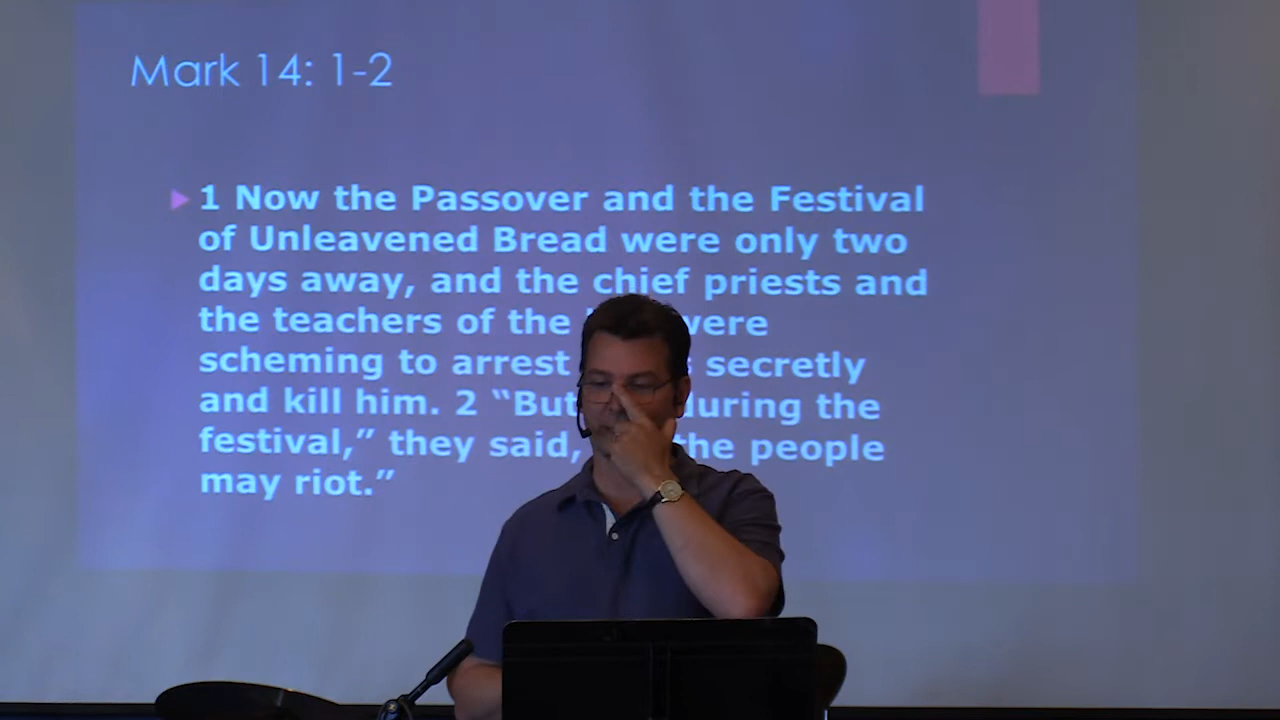 Mark 14: 1-2
1 Now the Passover and the Festival
of Unleavened Bread were only two
days away, and the chief priests and
the teachers of the were
scheming to arrest secretly
and kill him. 2 “But during the
festival,” they said, the people
may riot.”